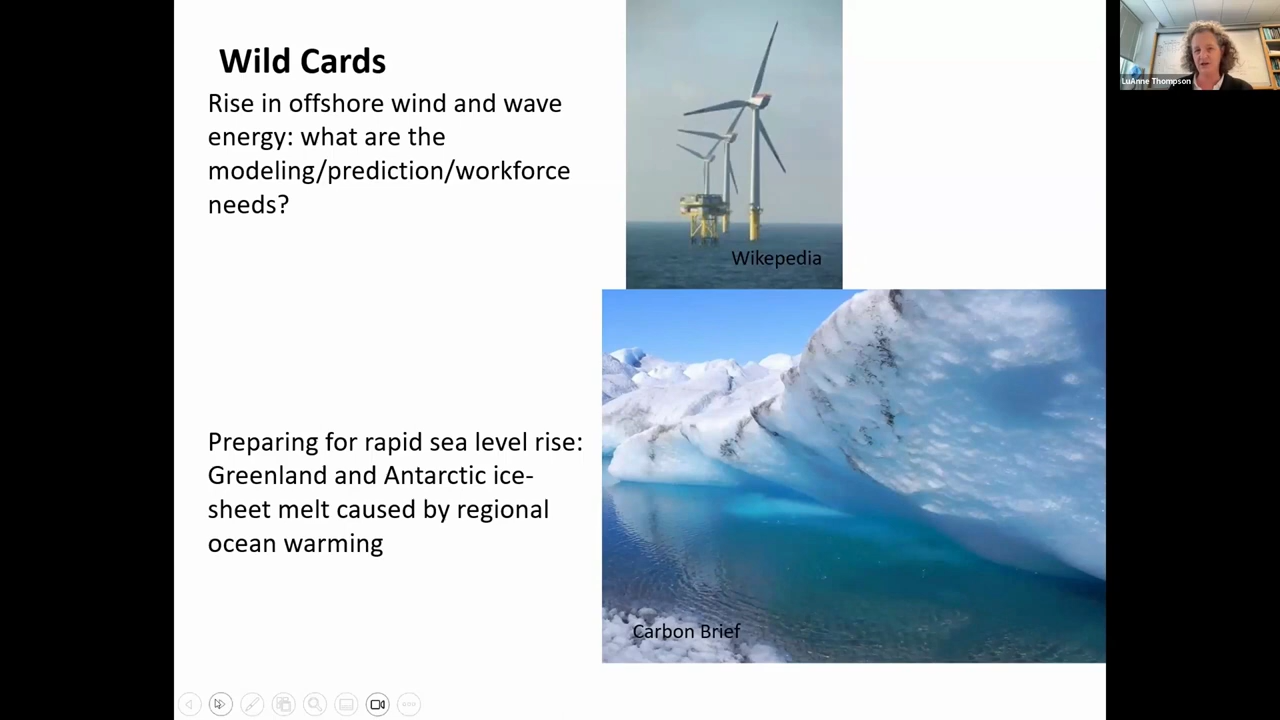 Wild Cards
Rise in offshore wind and wave
energy: what are the
modeling/prediction/workforce
needs?
Wikepedia
Preparing for rapid sea level rise:
Greenland and Antarctic ice-
sheet melt caused by regional
ocean warming
Carbon Brief
LuAnne Thompson